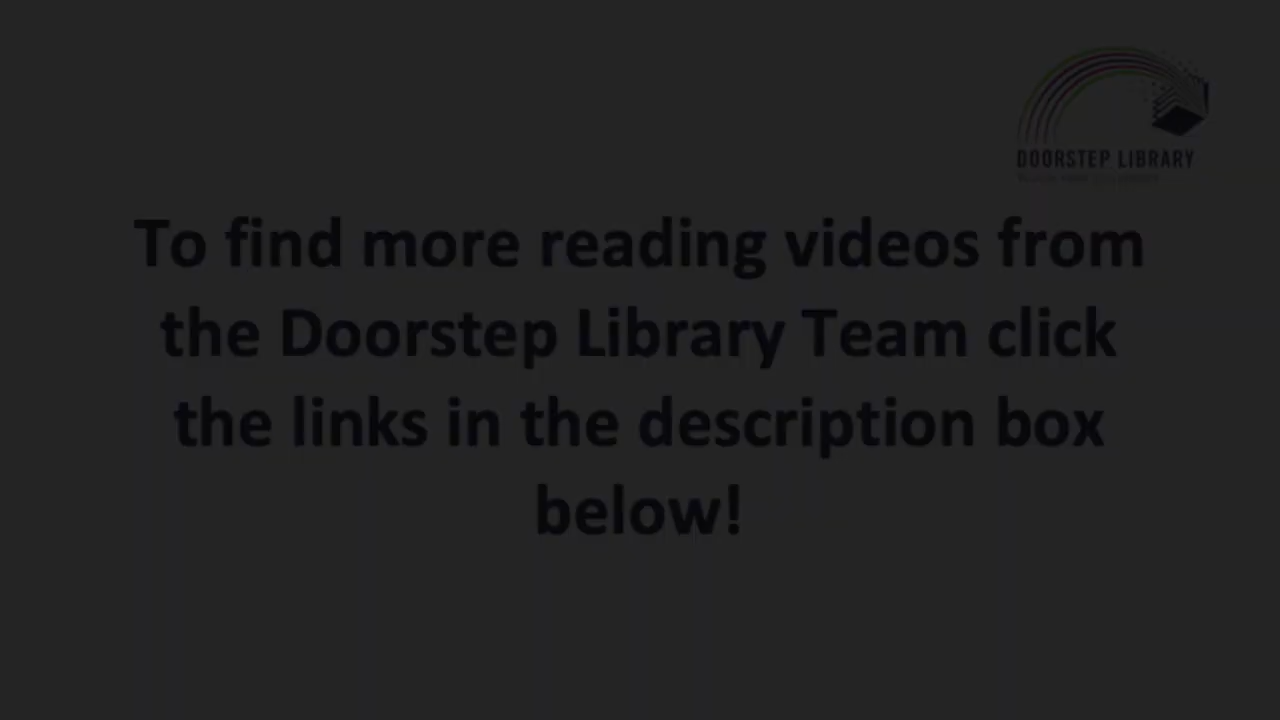 DOORSTEP LIBRARY
To find more reading videos from
the Doorstep Library Team click
the links in the description box
below!